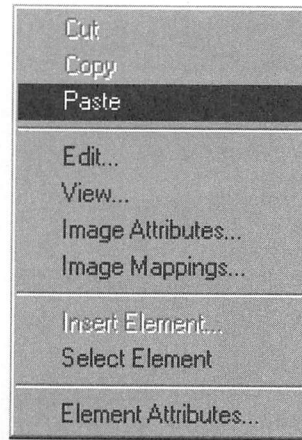 Cut
Copy
Paste
Edit...
View...
Image Attributes...
Image Mappings...
Insert Element...
Select Element
Element Attributes...